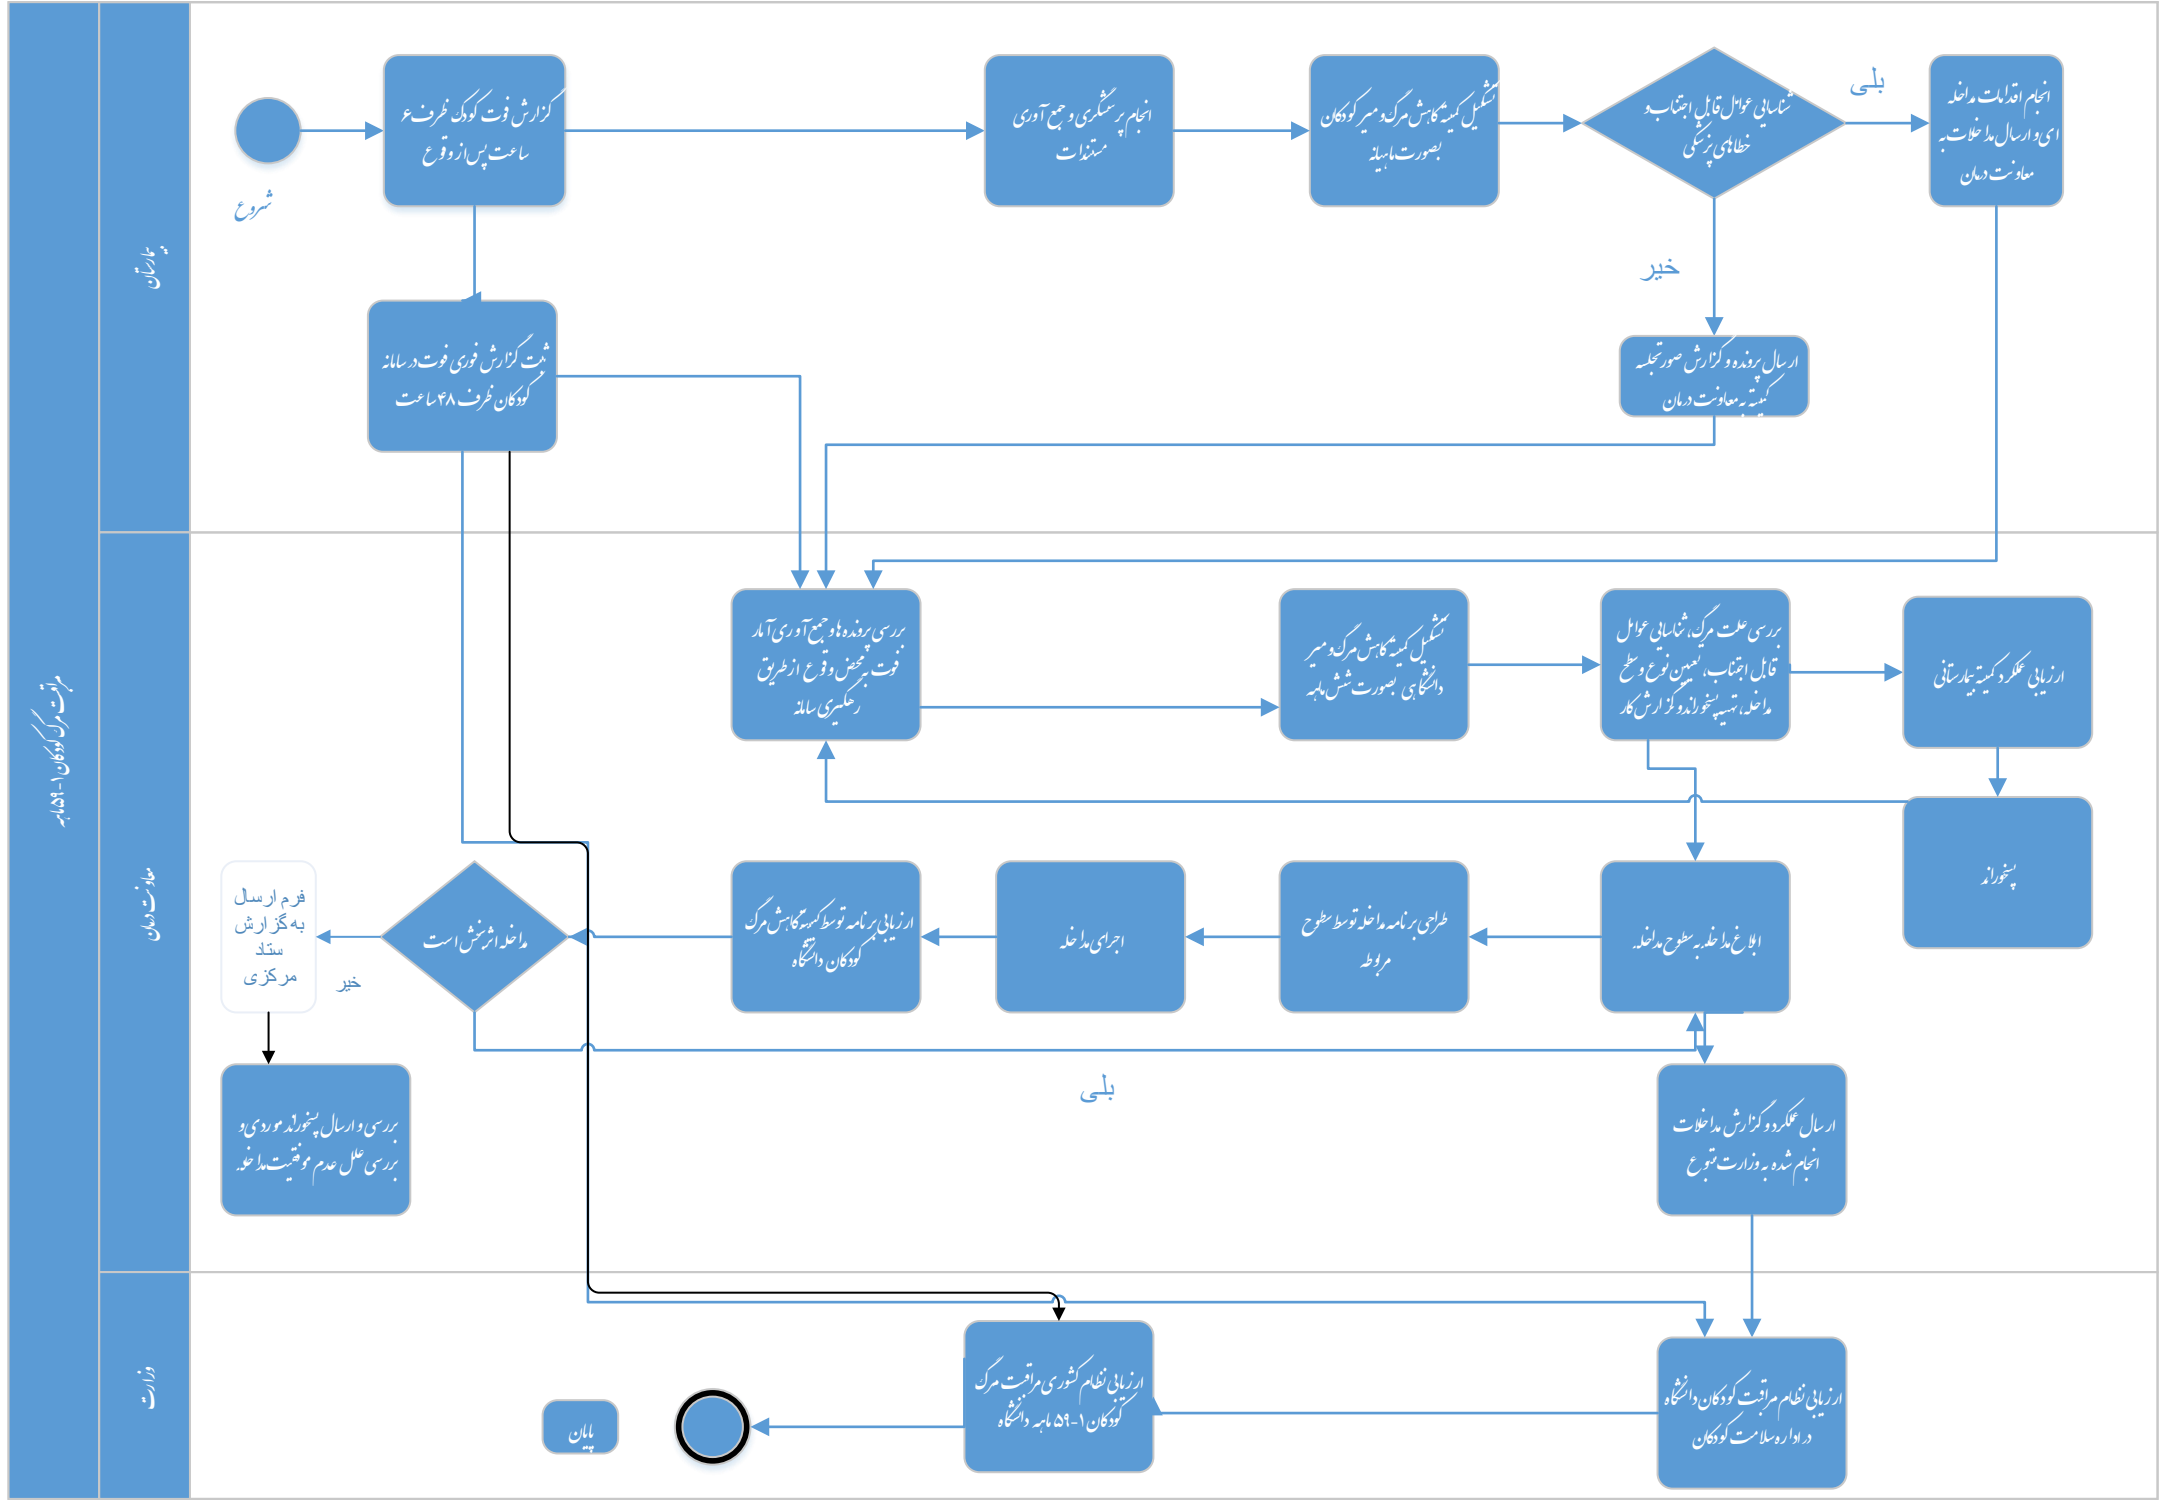 مراقبت مرگ کودکان ۱-۵۹ ماهه
بیمارستان
شروع
گزارش فوت کودک ظرف ۶
ساعت پس از وقوع
انجام پرسشگری و جمع آوری
مستندات
تشکیل کمیته کاهش مرگ و میر کودکان
بصورت ماهیانه
شناسایی عوامل قابل اجتناب و
خطاهای پزشکی
بلی
انجام اقدامات مداخله
ای و ارسال مداخلات به
معاونت درمان
خیر
ثبت گزارش فوری فوت در سامانه
کودکان ظرف ۴۸ ساعت
ارسال پرونده و گزارش صورتجلسه
کمیته به معاونت درمان
معاونت درمان
بررسی پرونده ها و جمع آوری آمار
فوت به محض وقوع از طریق
رهگیری سامانه
تشکیل کمیته کاهش مرگ و میر
دانشگاهی بصورت شش ماهه
بررسی علت مرگ، شناسایی عوامل
قابل اجتناب، تعیین نوع و سطح
مداخله، تهیه پسخوراند و گزارش کار
ارزیابی عملکرد کمیته بیمارستانی
پسخوراند
ابلاغ مداخله به سطوح مداخله
طراحی برنامه مداخله توسط سطوح
مربوطه
اجرای مداخله
ارزیابی برنامه توسط کمیته کاهش مرگ
کودکان دانشگاه
مداخله اثربخش است
خیر
فرم ارسال
به گزارش
ستاد
مرکزی
بلی
بررسی و ارسال پسخوراند موردی و
بررسی علل عدم موفقیت مداخله
ارسال عملکرد و گزارش مداخلات
انجام شده به وزارت متبوع
وزارت
ارزیابی نظام مراقبت کودکان دانشگاه
در اداره سلامت کودکان
ارزیابی نظام کشوری مراقبت مرگ
کودکان ۱-۵۹ ماهه دانشگاه
پایان